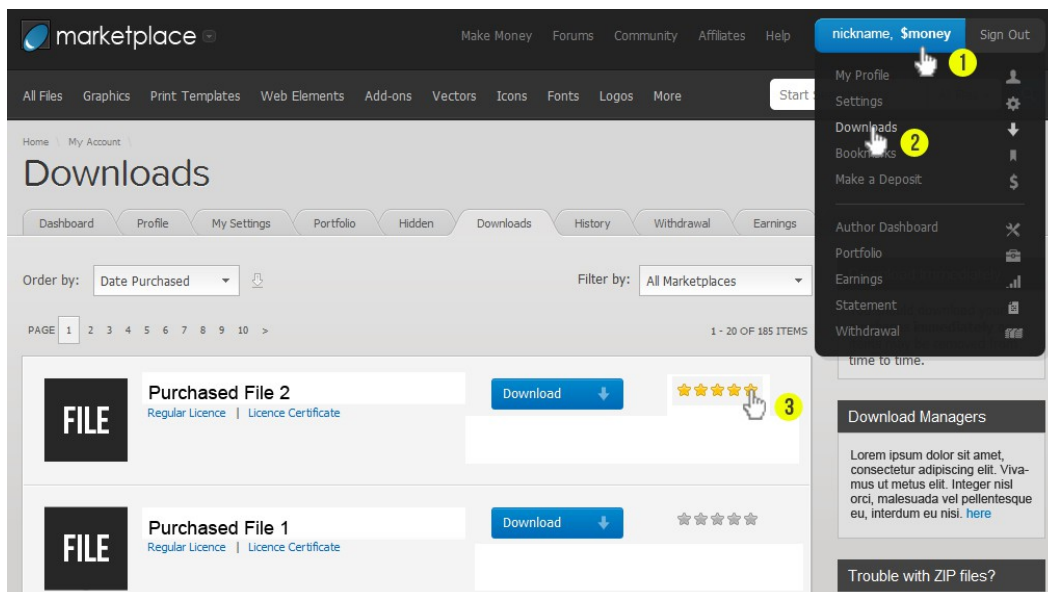 marketplace
Make Money Forums Community Affiliates Help
nickname, $money
Sign Out
1
All Files Graphics Print Templates Web Elements Add-ons Vectors Icons Fonts Logos More
Start
My Profile
Settings
Downloads
2
Bookmarks
Make a Deposit
Author Dashboard
Portfolio
Earnings
Statement
Withdrawal
Home \ My Account \
Downloads
Dashboard Profile My Settings Portfolio Hidden Downloads History Withdrawal Earnings
Order by: Date Purchased
Filter by: All Marketplaces
PAGE 1 2 3 4 5 6 7 8 9 10 >
1 - 20 OF 185 ITEMS
time to time.
FILE
Purchased File 2
Regular Licence | Licence Certificate
Download
3
FILE
Purchased File 1
Regular Licence | Licence Certificate
Download
Download Managers
Lorem ipsum dolor sit amet,
consectetur adipiscing elit. Viva-
mus ut metus elit. Integer nisl
orci, malesuada vel pellentesque
eu, interdum eu nisi. here
Trouble with ZIP files?